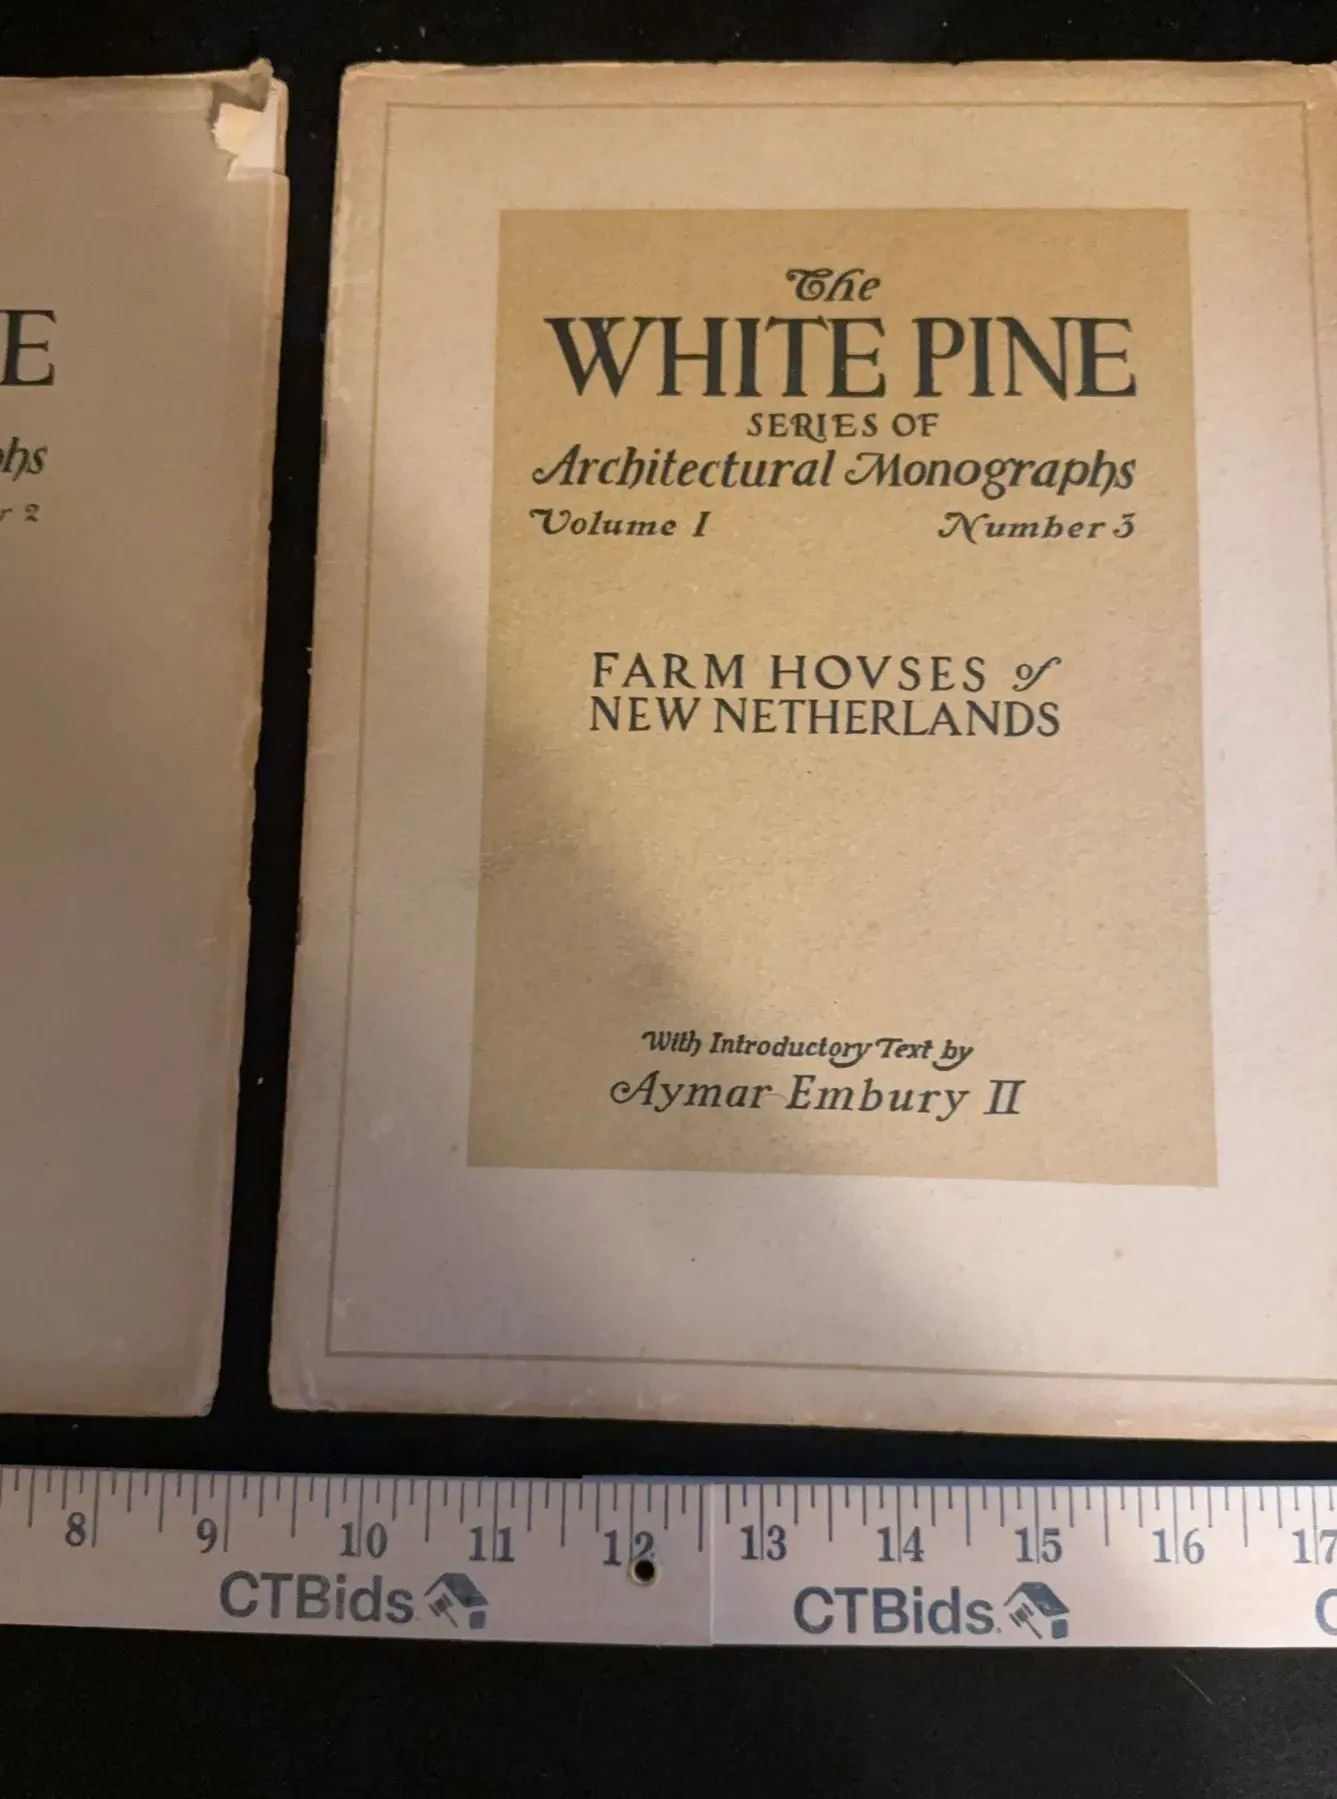 E
phs
r 2
The
WHITE PINE
SERIES OF
Architectural Monographs
Volume I Number 3
FARM HOVSES of
NEW NETHERLANDS
With Introductory Text by
Aymar Embury II
8 9 10 11 12 13 14 15 16 17
CTBids CTBids. C